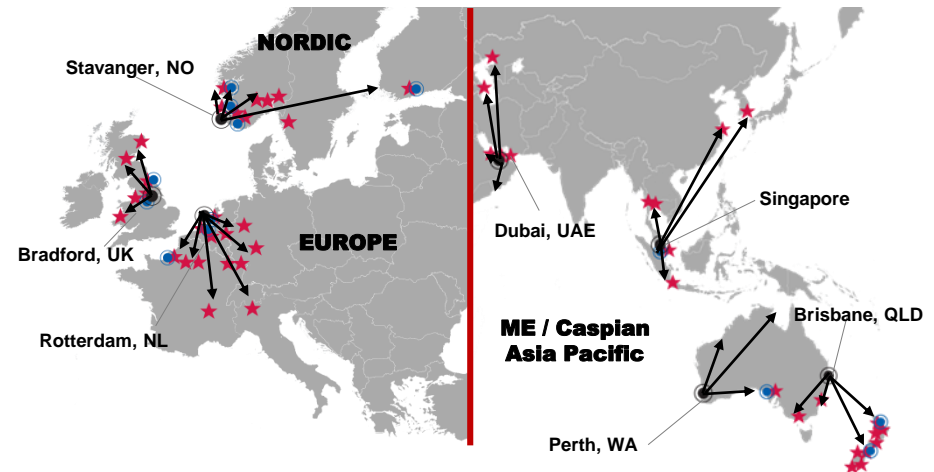 NORDIC
Stavanger, NO
Bradford, UK
EUROPE
Rotterdam, NL
Singapore
Dubai, UAE
ME / Caspian
Asia Pacific
Brisbane, QLD
Perth, WA